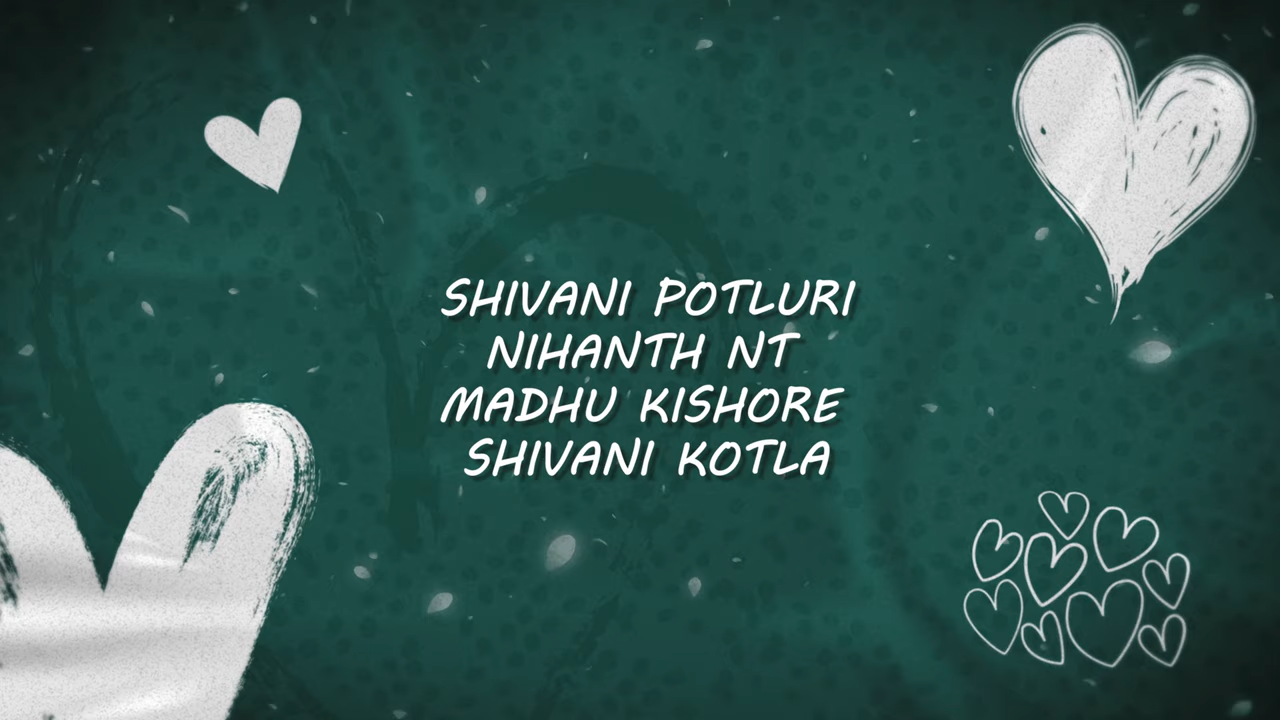 SHIVANI POTLURI
NIHANTH NT
MADHU KISHORE
SHIVANI KOTLA